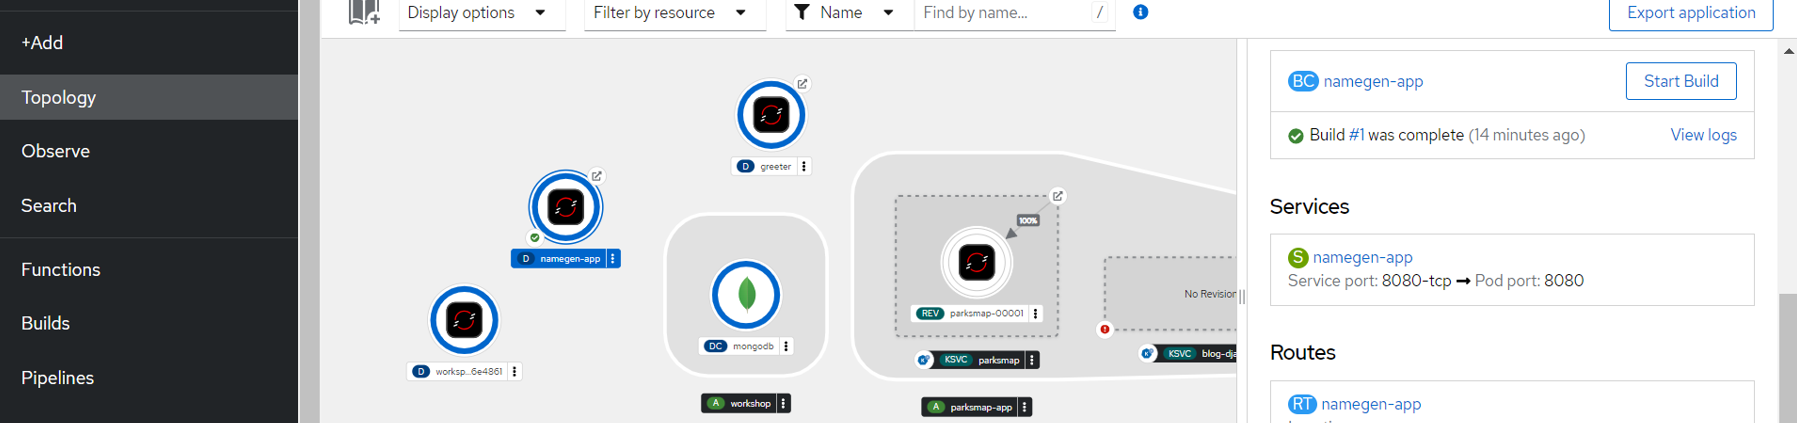 Display options
Filter by resource
Name
Find by name...
/
Export application
+Add
Topology
Observe
Search
Functions
Builds
Pipelines
D greeter
D namegen-app
D worksp...6e4861
DC mongodb
A workshop
100%
REV parksmap-00001
KSVC parksmap
A parksmap-app
No Revision
KSVC blog-dja
BC namegen-app
Start Build
Build #1 was complete (14 minutes ago)
View logs
Services
S namegen-app
Service port: 8080-tcp ➞ Pod port: 8080
Routes
RT namegen-app